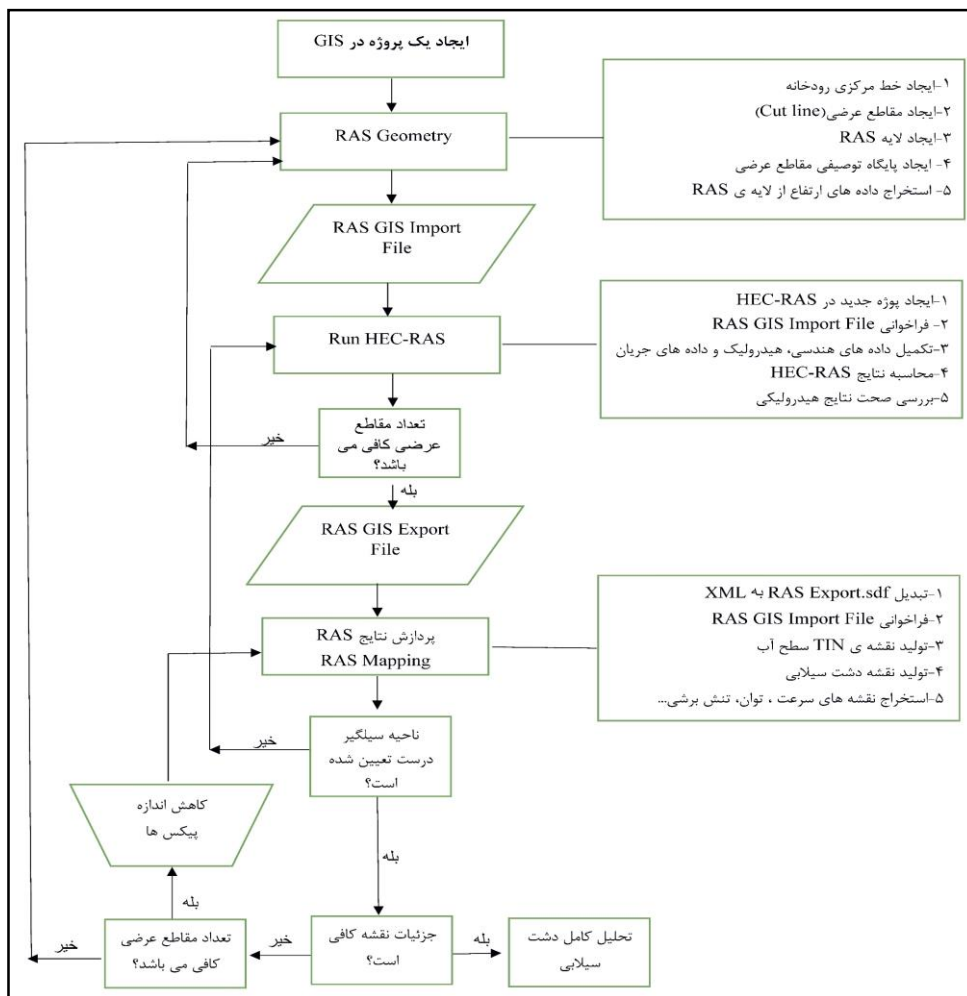 ایجاد یک پروژه در GIS
۱-ایجاد خط مرکزی رودخانه
۲-ایجاد مقاطع عرضی(Cut line)
۳-ایجاد لایه RAS
۴- ایجاد پایگاه توصیفی مقاطع عرضی
۵- استخراج داده های ارتفاع از لایه ی RAS
RAS Geometry
RAS GIS Import
File
Run HEC-RAS
۱-ایجاد پوژه جدید در HEC-RAS
۲- فراخوانی RAS GIS Import File
۳-تکمیل داده های هندسی، هیدرولیک و داده های جریان
۴-محاسبه نتایج HEC-RAS
۵-بررسی صحت نتایج هیدرولیکی
تعداد مقاطع
عرضی کافی می
باشد؟
خیر
بله
RAS GIS Export
File
پردازش نتایج RAS
RAS Mapping
۱-تبدیل RAS Export.sdf به XML
۲-فراخوانی RAS GIS Import File
۳-تولید نقشه ی TIN سطح آب
۴-تولید نقشه دشت سیلابی
۵-استخراج نقشه های سرعت ، توان، تنش برشی...
ناحیه سیلگیر
درست تعیین شده
است؟
خیر
بله
کاهش اندازه
پیکس ها
بله
جزئیات نقشه کافی
است؟
بله
خیر
تحلیل کامل دشت
سیلابی
تعداد مقاطع عرضی
کافی می باشد؟
خیر